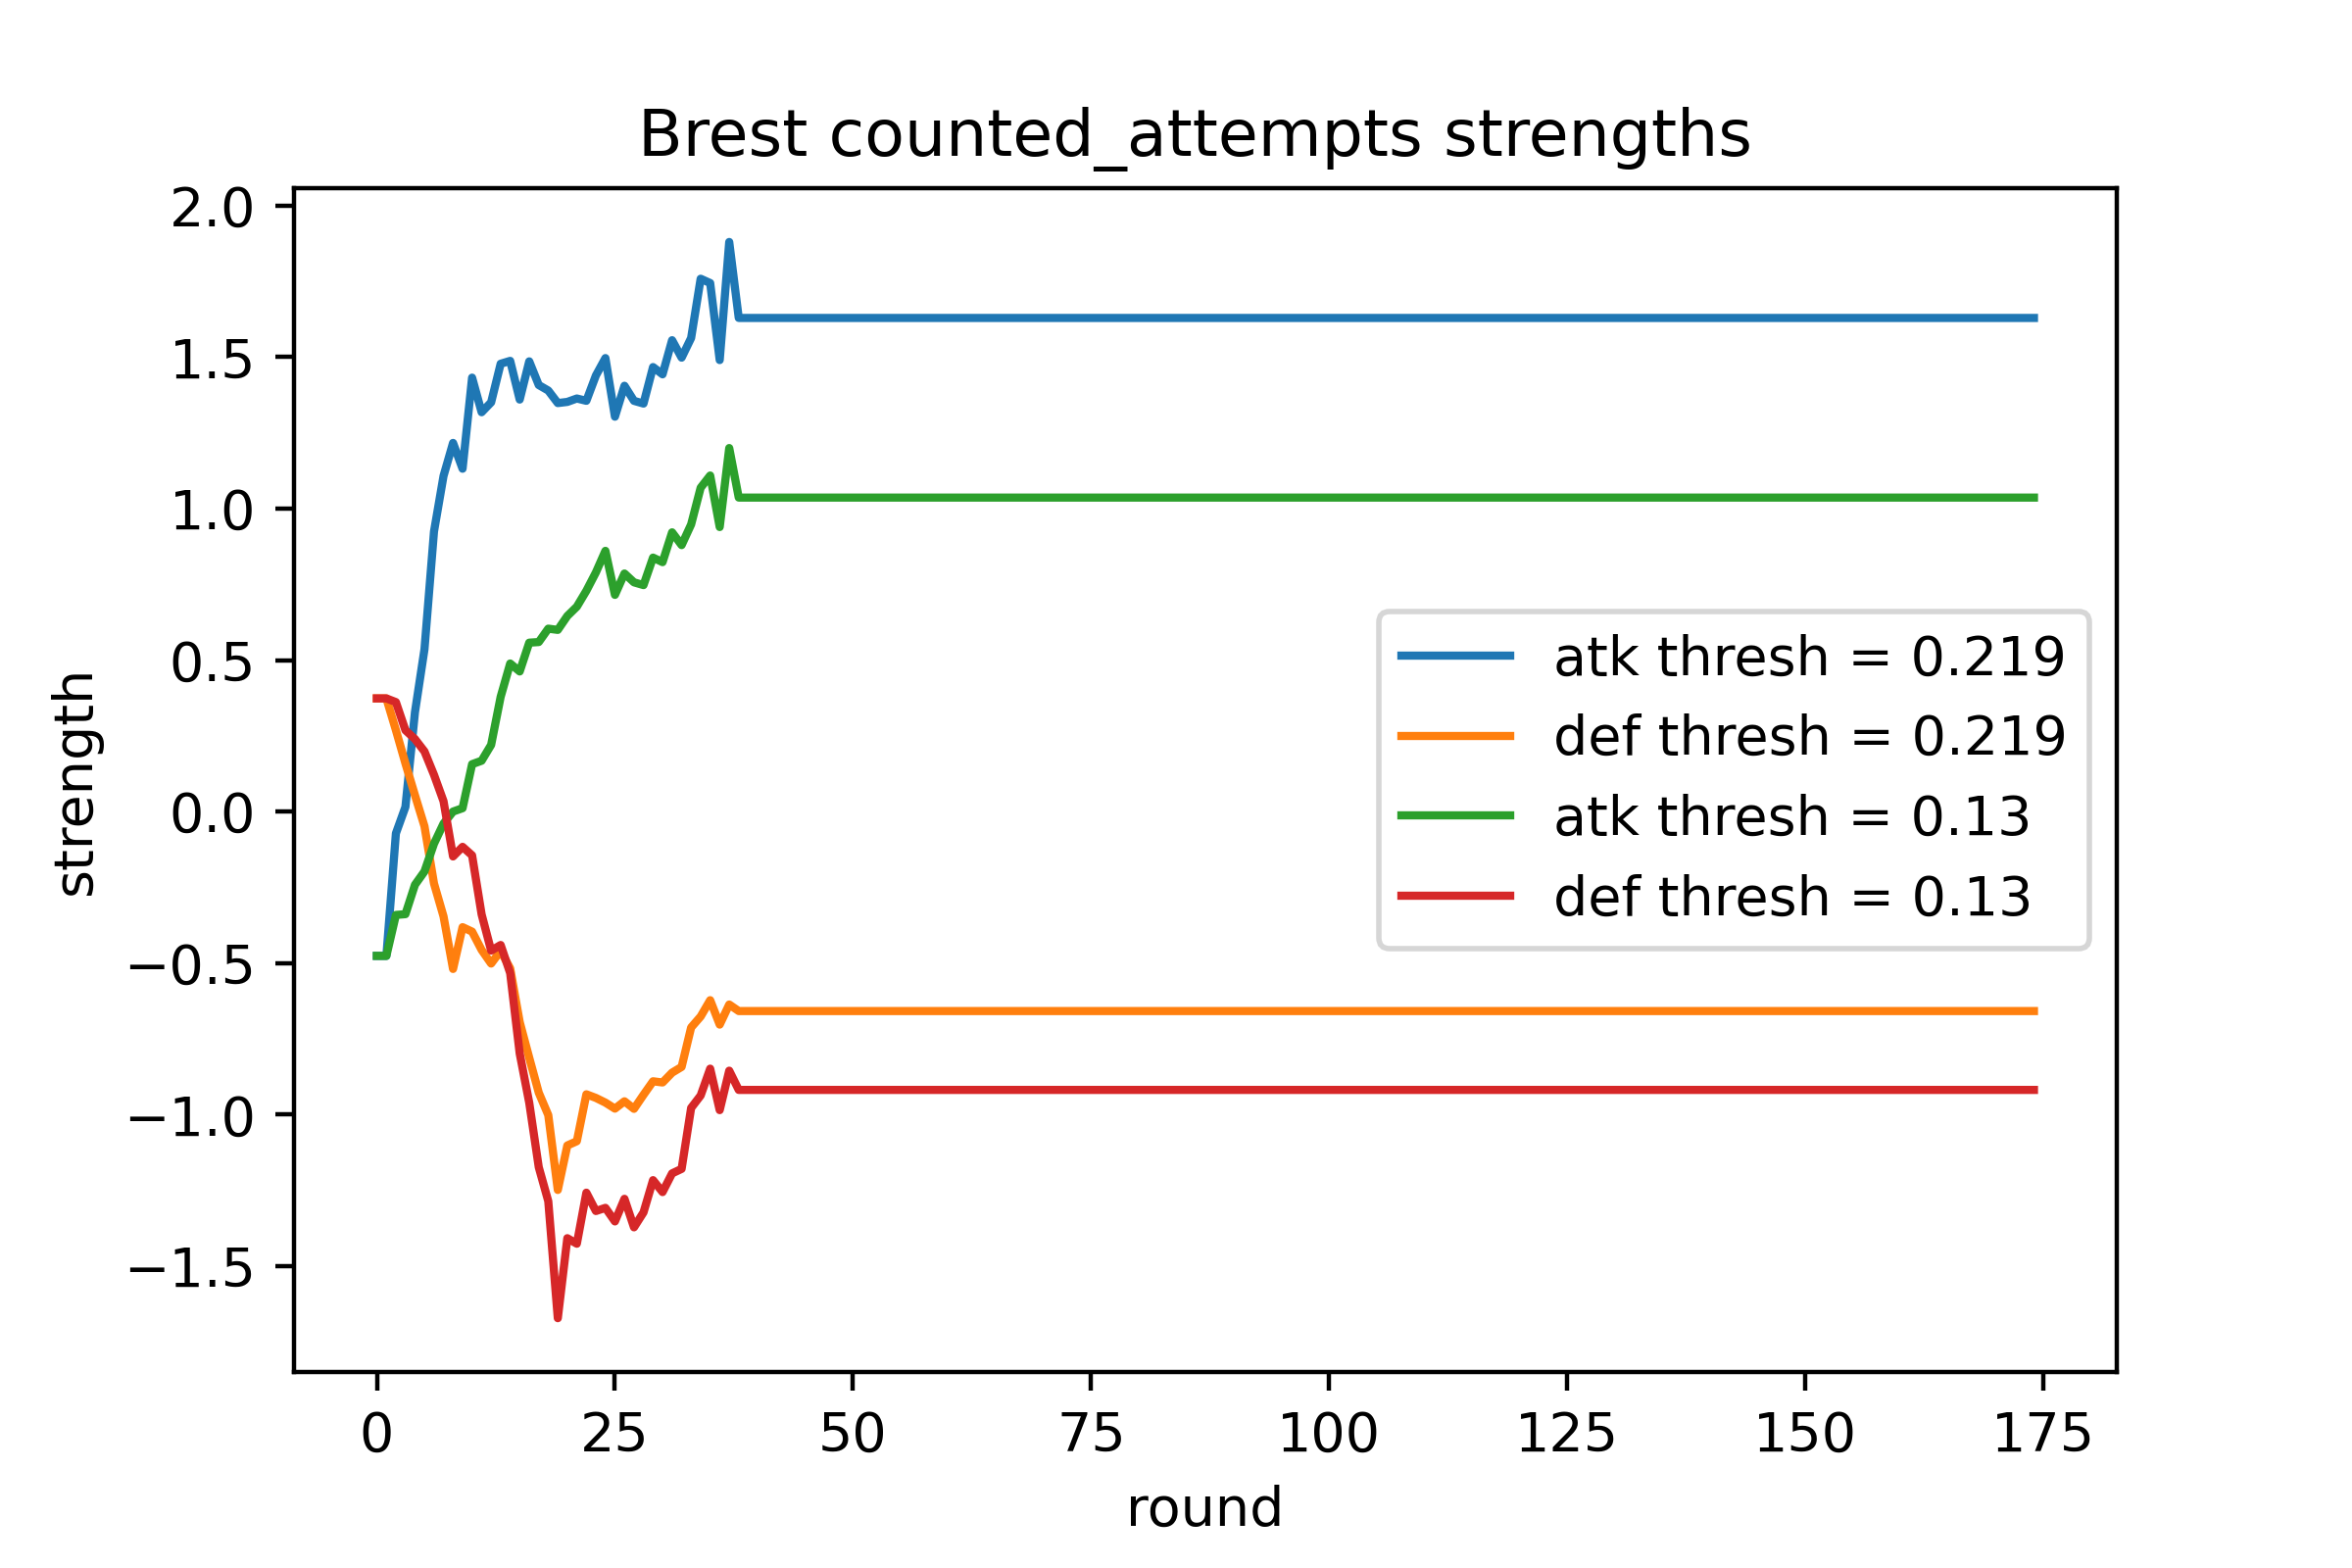 Brest counted_attempts strengths
2.0
1.5
1.0
0.5
0.0
−0.5
−1.0
−1.5
strength
atk thresh = 0.219
def thresh = 0.219
atk thresh = 0.13
def thresh = 0.13
0 25 50 75 100 125 150 175
round